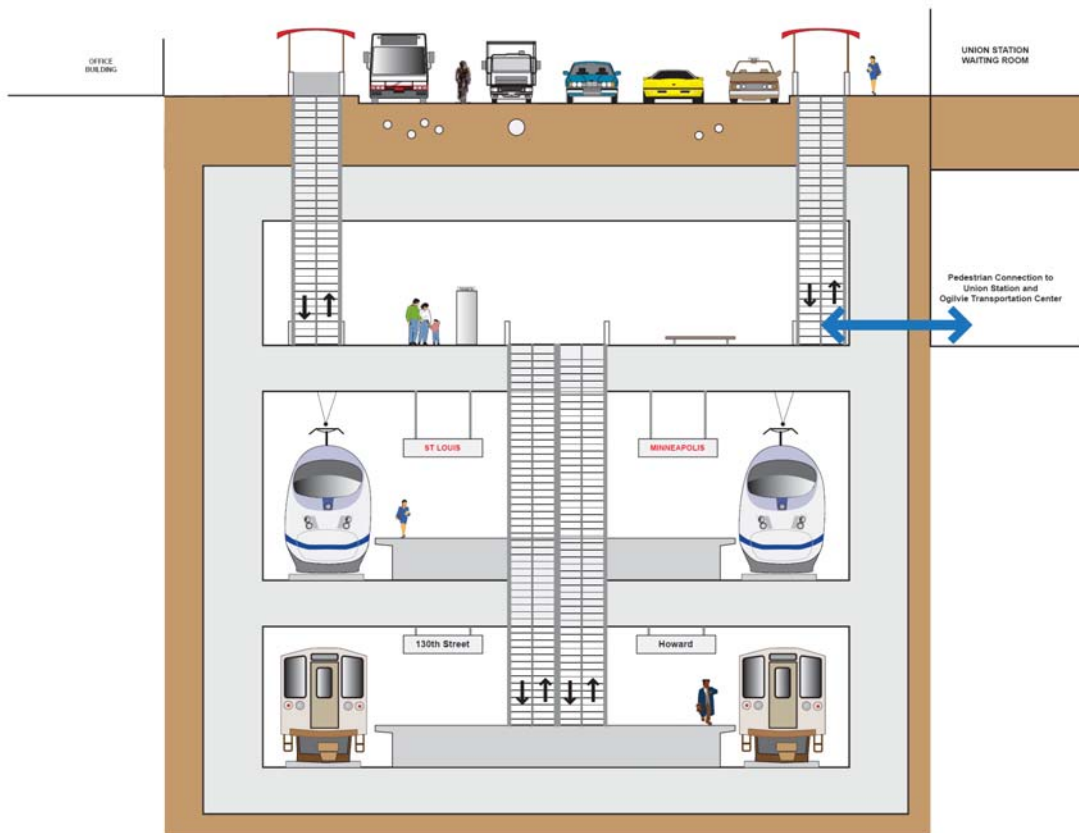 OFFICE
BUILDING
UNION STATION
WAITING ROOM
Pedestrian Connection to
Union Station and
Ogilvie Transportation Center
ST LOUIS
MINNEAPOLIS
130th Street
Howard